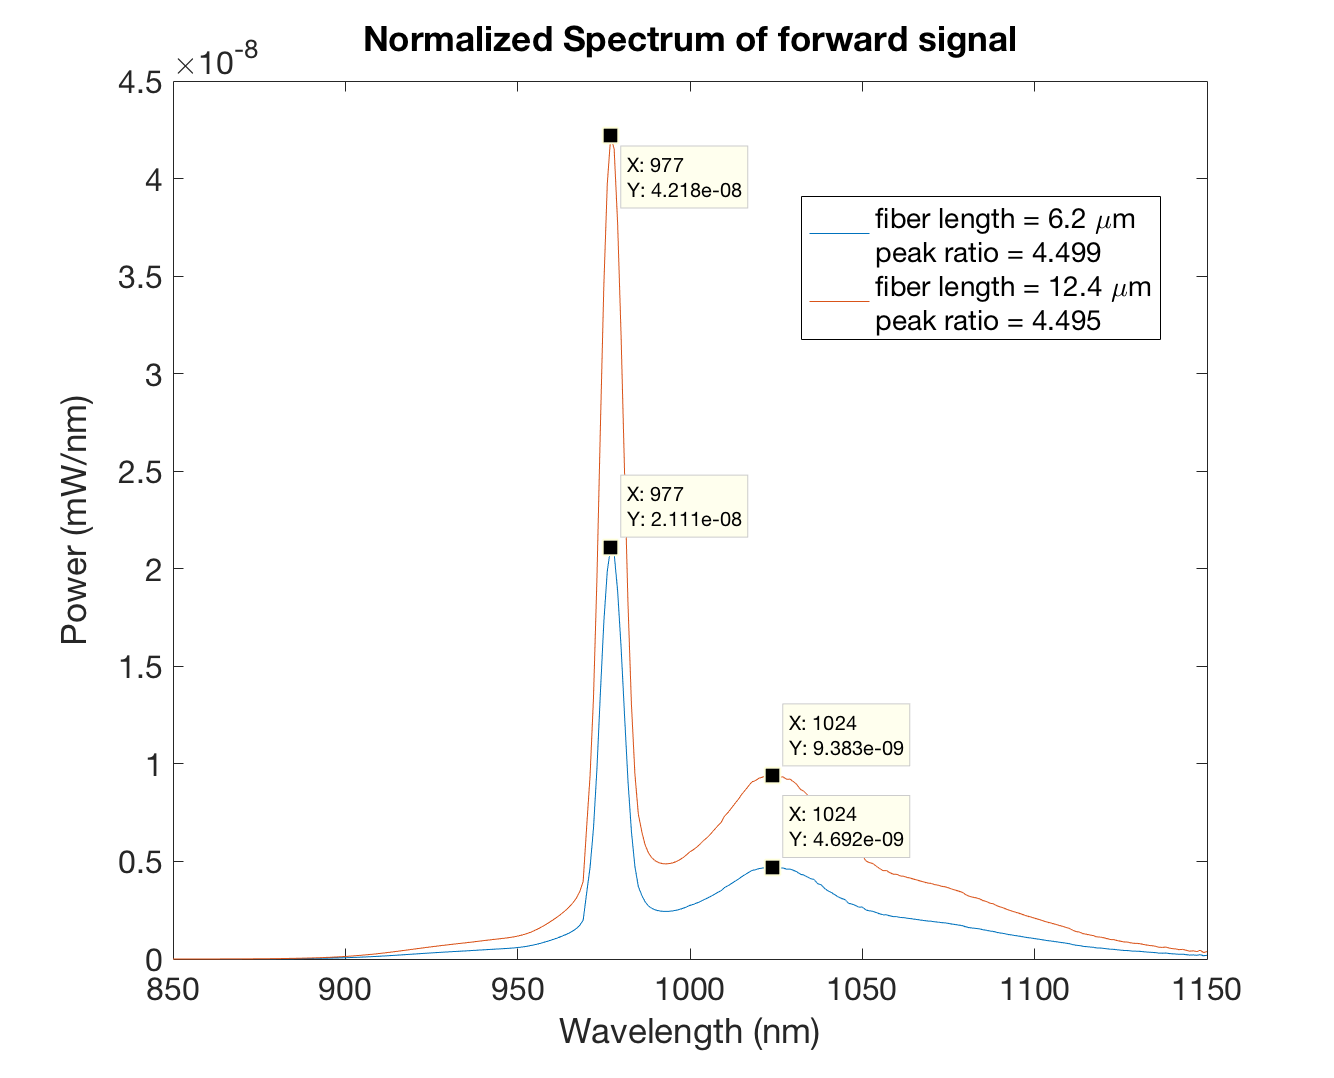 Normalized Spectrum of forward signal
×10-8
4.5
4
3.5
3
2.5
2
1.5
1
0.5
0
Power (mW/nm)
X: 977
Y: 4.218e-08
fiber length = 6.2 μm
peak ratio = 4.499
fiber length = 12.4 μm
peak ratio = 4.495
X: 977
Y: 2.111e-08
X: 1024
Y: 9.383e-09
X: 1024
Y: 4.692e-09
850 900 950 1000 1050 1100 1150
Wavelength (nm)